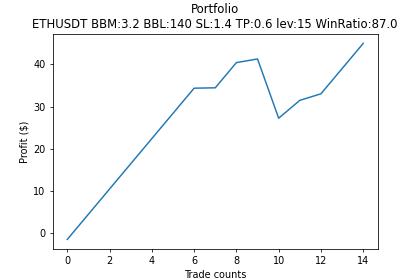 Portfolio
ETHUSDT BBM:3.2 BBL:140 SL:1.4 TP:0.6 lev:15 WinRatio:87.0
40
30
20
10
0
Profit ($)
0 2 4 6 8 10 12 14
Trade counts